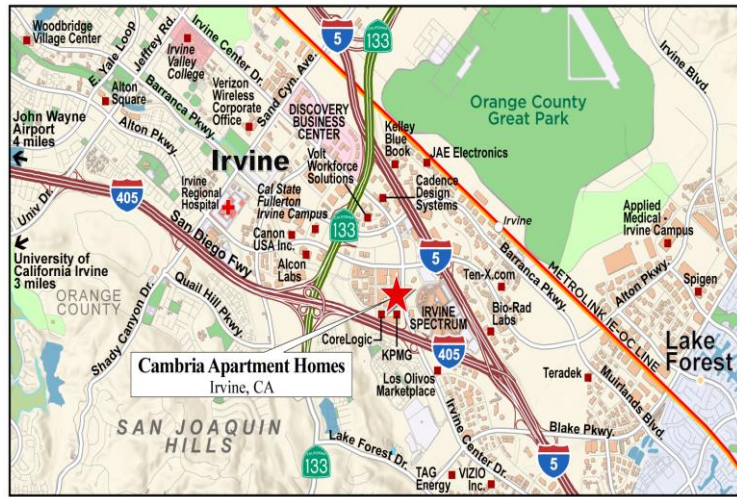 Woodbridge
Village Center
E. Yale Loop
Jeffrey Rd.
Irvine Center Dr.
5
CALIFORNIA
133
Irvine Blvd.
Irvine
Valley
College
Sand Cyn. Ave.
Alton
Square
Barranca Pkwy.
Verizon
Wireless
Corporate
Office
DISCOVERY
BUSINESS
CENTER
Orange County
Great Park
John Wayne
Airport
4 miles
Alton Pkwy.
Kelley
Blue
Book
JAE Electronics
Irvine
Volt
Workforce
Solutions
Cadence
Design
Systems
Univ Dr.
405
Irvine
Regional
Hospital
Cal State
Fullerton
Irvine Campus
CALIFORNIA
133
Irvine
Applied
Medical -
Irvine Campus
San Diego Fwy
Canon
USA Inc.
Alcon
Labs
5
Barranca Pkwy.
University of
California Irvine
3 miles
ORANGE
COUNTY
Quail Hill Pkwy.
Shady Canyon Dr.
Ten-X.com
METROLINK IE-OC LINE
Alton Pkwy.
Spigen
IRVINE
SPECTRUM
Bio-Rad
Labs
CoreLogic
KPMG
405
Lake
Forest
Cambria Apartment Homes
Irvine, CA
Los Olivos
Marketplace
Teradek
Muirlands Blvd.
SAN JOAQUIN
HILLS
Irvine Center Dr.
Blake Pkwy.
CALIFORNIA
133
Lake Forest Dr.
TAG
Energy
VIZIO
Inc.
5